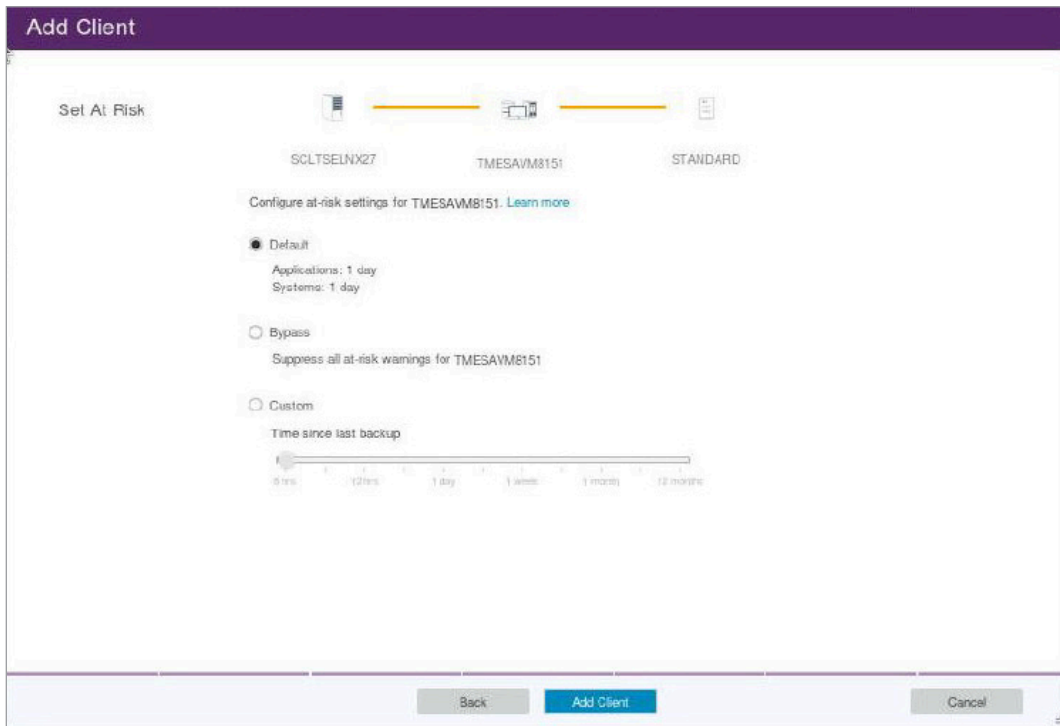 Add Client
Set At Risk
SCLTSELNX27
TMESAVM8151
STANDARD
Configure at-risk settings for TMESAVM8151. Learn more
Default
Applications: 1 day
Systems: 1 day
Bypass
Suppress all at-risk warnings for TMESAVM8151
Custom
Time since last backup
6 hrs 12 hrs 1 day 1 week 1 month 12 months
Back Add Client Cancel